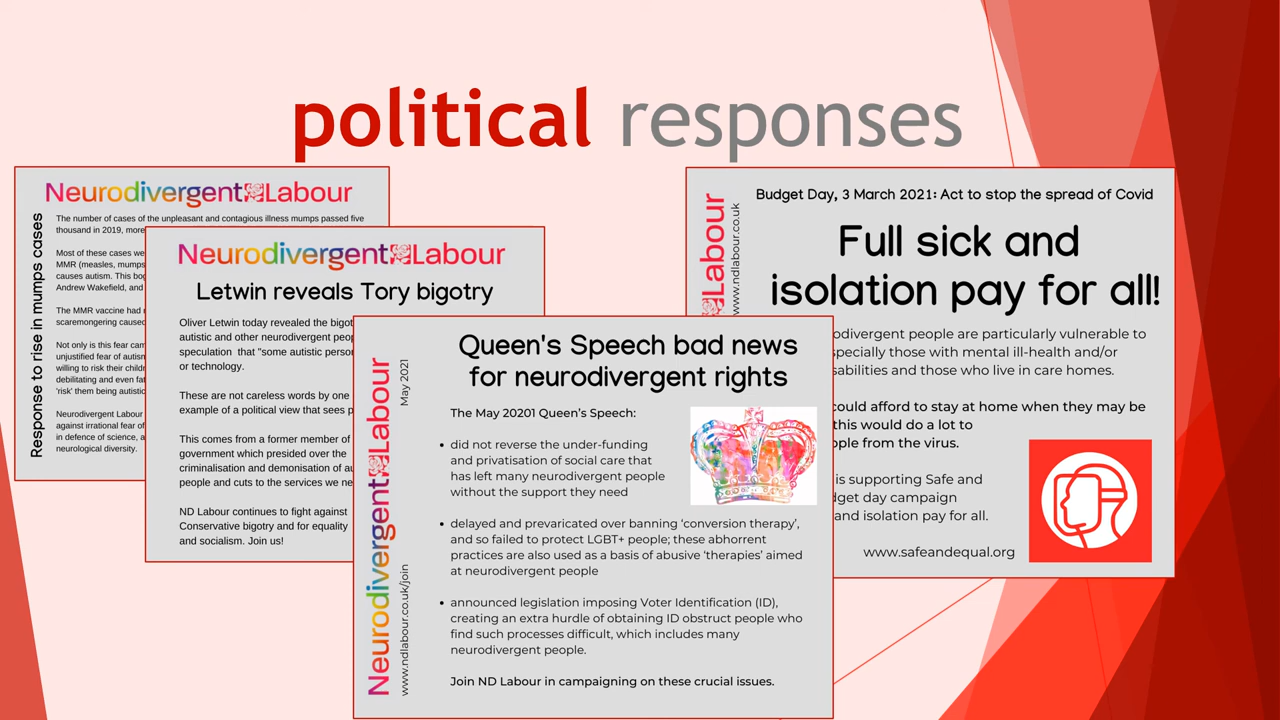 political responses
Neurodivergent Labour
Response to rise in mumps cases
The number of cases of the unpleasant and contagious illness mumps passed five
thousand in 2019, more
Most of these cases we
MMR (measles, mumps
causes autism. This bog
Andrew Wakefield, and
The MMR vaccine had
scaremongering caused
Not only is this fear cam
unjustified fear of autism
willing to risk their childr
debilitating and even fat
'risk' them being autistic
Neurodivergent Labour
against irrational fear of
in defence of science, a
neurological diversity.
Neurodivergent Labour
Letwin reveals Tory bigotry
Oliver Letwin today revealed the bigot
autistic and other neurodivergent peop
speculation that "some autistic person
or technology.
These are not careless words by one
example of a political view that sees p
This comes from a former member of
government which presided over the
criminalisation and demonisation of au
people and cuts to the services we ne
ND Labour continues to fight against
Conservative bigotry and for equality
and socialism. Join us!
Neurodivergent Labour
www.ndlabour.co.uk/join
May 2021
Queen's Speech bad news
for neurodivergent rights
The May 20201 Queen's Speech:
• did not reverse the under-funding
and privatisation of social care that
has left many neurodivergent people
without the support they need
• delayed and prevaricated over banning 'conversion therapy',
and so failed to protect LGBT+ people; these abhorrent
practices are also used as a basis of abusive 'therapies' aimed
at neurodivergent people
• announced legislation imposing Voter Identification (ID),
creating an extra hurdle of obtaining ID obstruct people who
find such processes difficult, which includes many
neurodivergent people.
Join ND Labour in campaigning on these crucial issues.
Labour
www.ndlabour.co.uk
Budget Day, 3 March 2021: Act to stop the spread of Covid
Full sick and
isolation pay for all!
odivergent people are particularly vulnerable to
specially those with mental ill-health and/or
sabilities and those who live in care homes.
could afford to stay at home when they may be
this would do a lot to
ople from the virus.
is supporting Safe and
dget day campaign
and isolation pay for all.
www.safeandequal.org